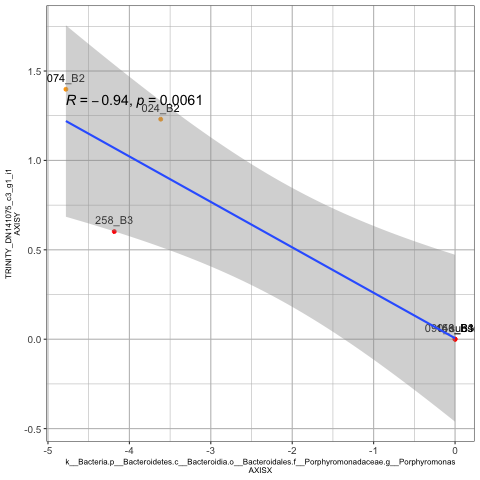 074_B2
R = −0.94, p = 0.0061
024_B2
258_B3
1.5
1.0
0.5
0.0
-0.5
-5
-4
-3
-2
-1
0
TRINITY_DN141075_c3_g1_i1
AXISY
k__Bacteria.p__Bacteroidetes.c__Bacteroidia.o__Bacteroidales.f__Porphyromonadaceae.g__Porphyromonas
AXISX